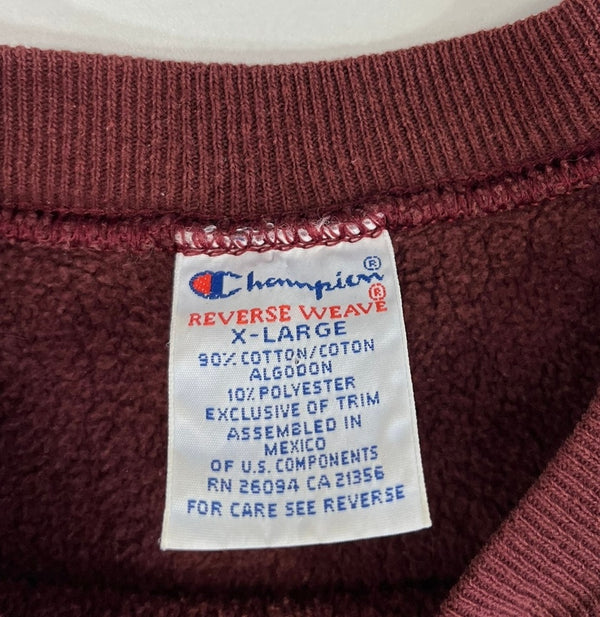 Champion®
REVERSE WEAVE®
X-LARGE
90% COTTON/COTON
ALGODON
10% POLYESTER
EXCLUSIVE OF TRIM
ASSEMBLED IN
MEXICO
OF U.S. COMPONENTS
RN 26094 CA 21356
FOR CARE SEE REVERSE